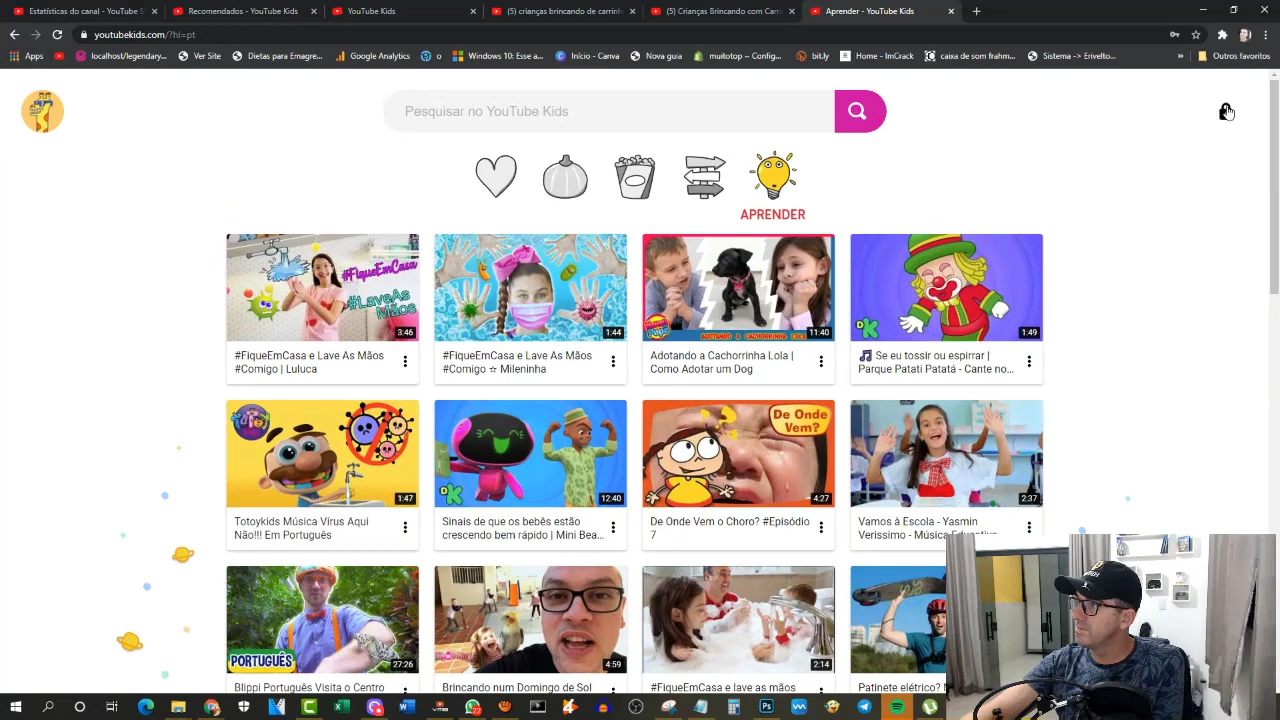 Estatísticas do canal - YouTube S
Recomendados - YouTube Kids
YouTube Kids
(5) crianças brincando de carrinh
(5) Crianças Brincando com Carr
Aprender - YouTube Kids
youtubekids.com/?hl=pt
Apps
localhost/legendary...
Ver Site
Dietas para Emagre...
Google Analytics
o
Windows 10: Esse a...
Início - Canva
Nova guia
muitotop ~ Config...
bit.ly
Home - ImCrack
caixa de som frahm...
Sistema -> Erivelto...
»
Outros favoritos
Pesquisar no YouTube Kids
APRENDER
#FiqueEmCasa
#LaveAs
Mãos
3:46
1:44
ADOTANDO A CACHORRINHA LOLA
11:40
1:49
#FiqueEmCasa e Lave As Mãos
#Comigo | Luluca
#FiqueEmCasa e Lave As Mãos
#Comigo ☆ Mileninha
Adotando a Cachorrinha Lola |
Como Adotar um Dog
🎵 Se eu tossir ou espirrar |
Parque Patati Patatá - Cante no...
1:47
12:40
De Onde
Vem?
4:27
2:37
Totoykids Música Vírus Aqui
Não!!! Em Português
Sinais de que os bebês estão
crescendo bem rápido | Mini Bea...
De Onde Vem o Choro? #Episódio
7
Vamos à Escola - Yasmin
Verissimo - Música Educativa
PORTUGUÊS
27:26
4:59
2:14
Blippi Português Visita o Centro
Brincando num Domingo de Sol
#FiqueEmCasa e lave as mãos
Patinete elétrico?